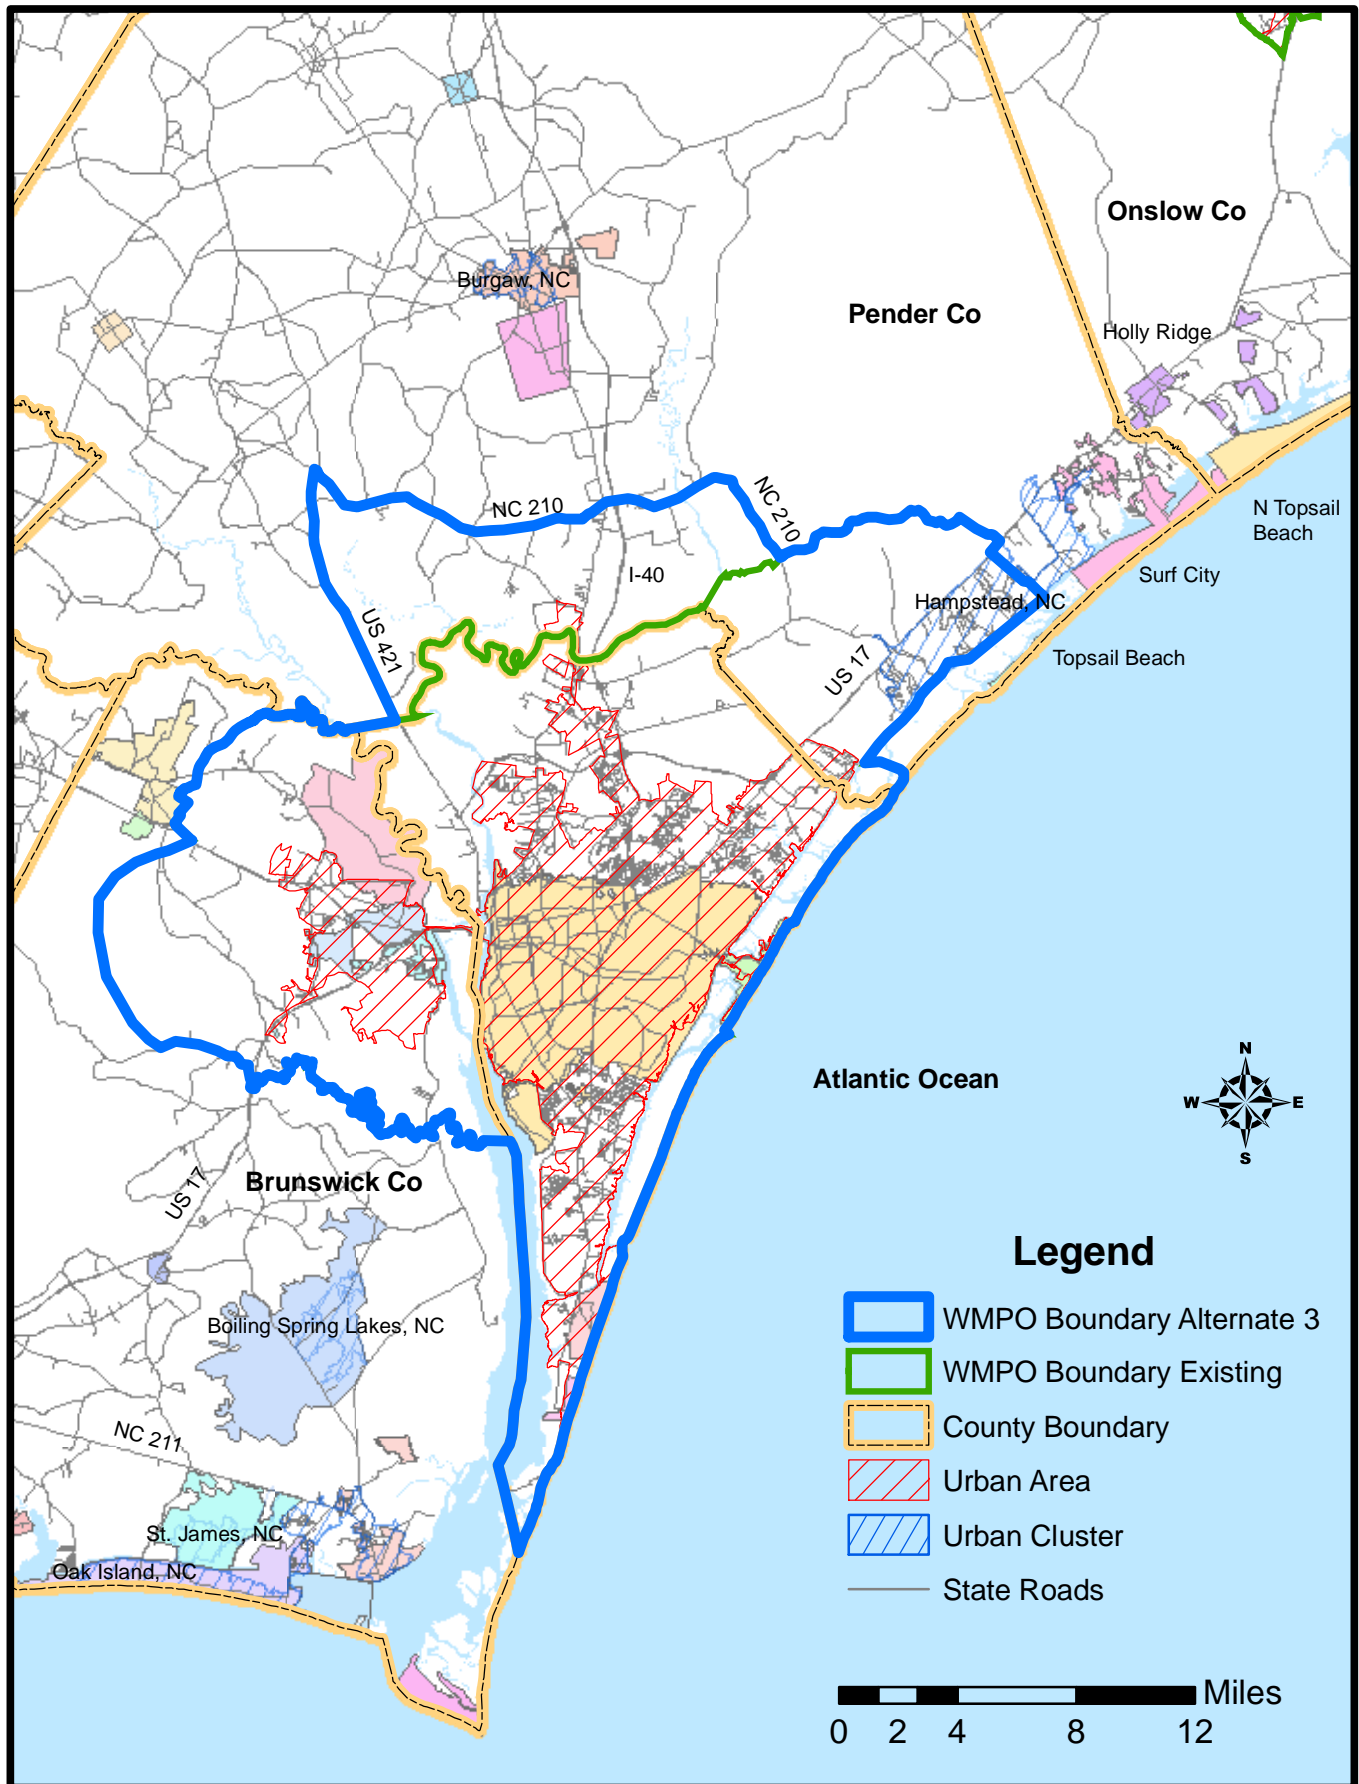 Onslow Co
Burgaw, NC
Pender Co
Holly Ridge
NC 210
NC 210
N Topsail
Beach
I-40
Surf City
Hampstead, NC
US 421
Topsail Beach
US 17
Atlantic Ocean
N
W
E
S
Brunswick Co
US 17
Boiling Spring Lakes, NC
NC 211
St. James, NC
Oak Island, NC
Legend
WMPO Boundary Alternate 3
WMPO Boundary Existing
County Boundary
Urban Area
Urban Cluster
State Roads
Miles
0 2 4 8 12